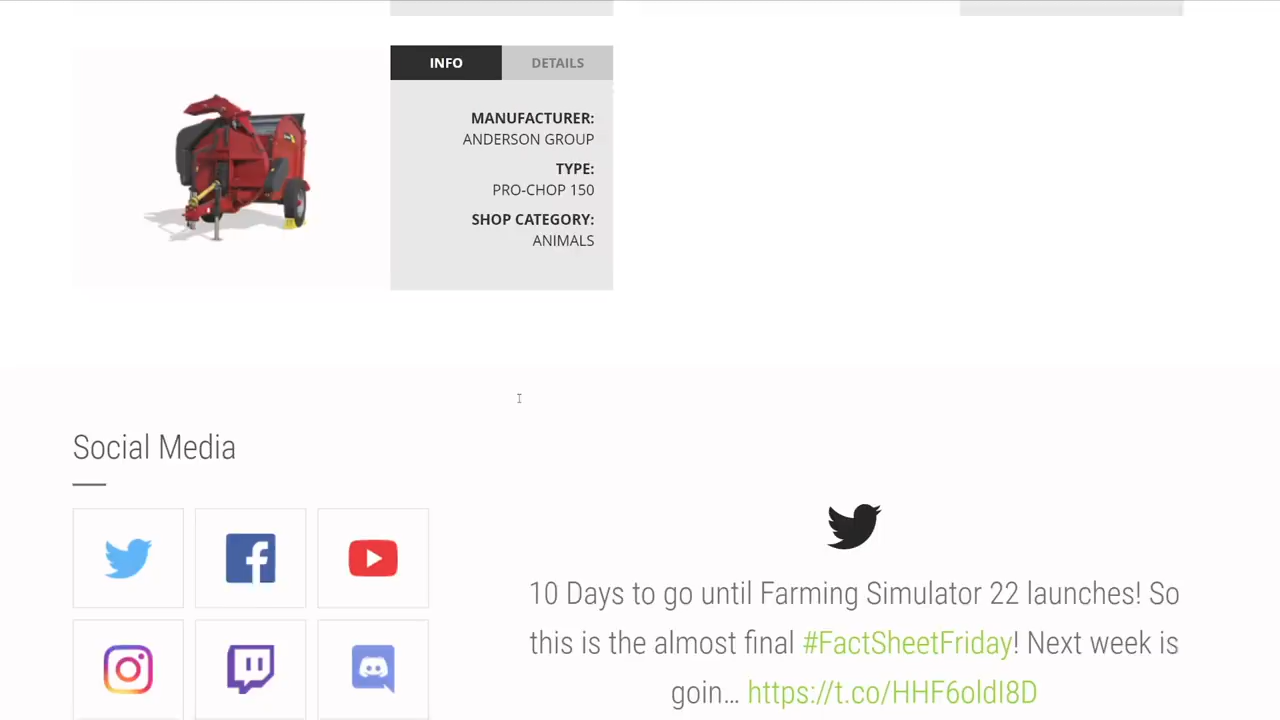 INFO
DETAILS
MANUFACTURER:
ANDERSON GROUP
TYPE:
PRO-CHOP 150
SHOP CATEGORY:
ANIMALS
Social Media
10 Days to go until Farming Simulator 22 launches! So
this is the almost final #FactSheetFriday! Next week is
goin… https://t.co/HHF6oldI8D